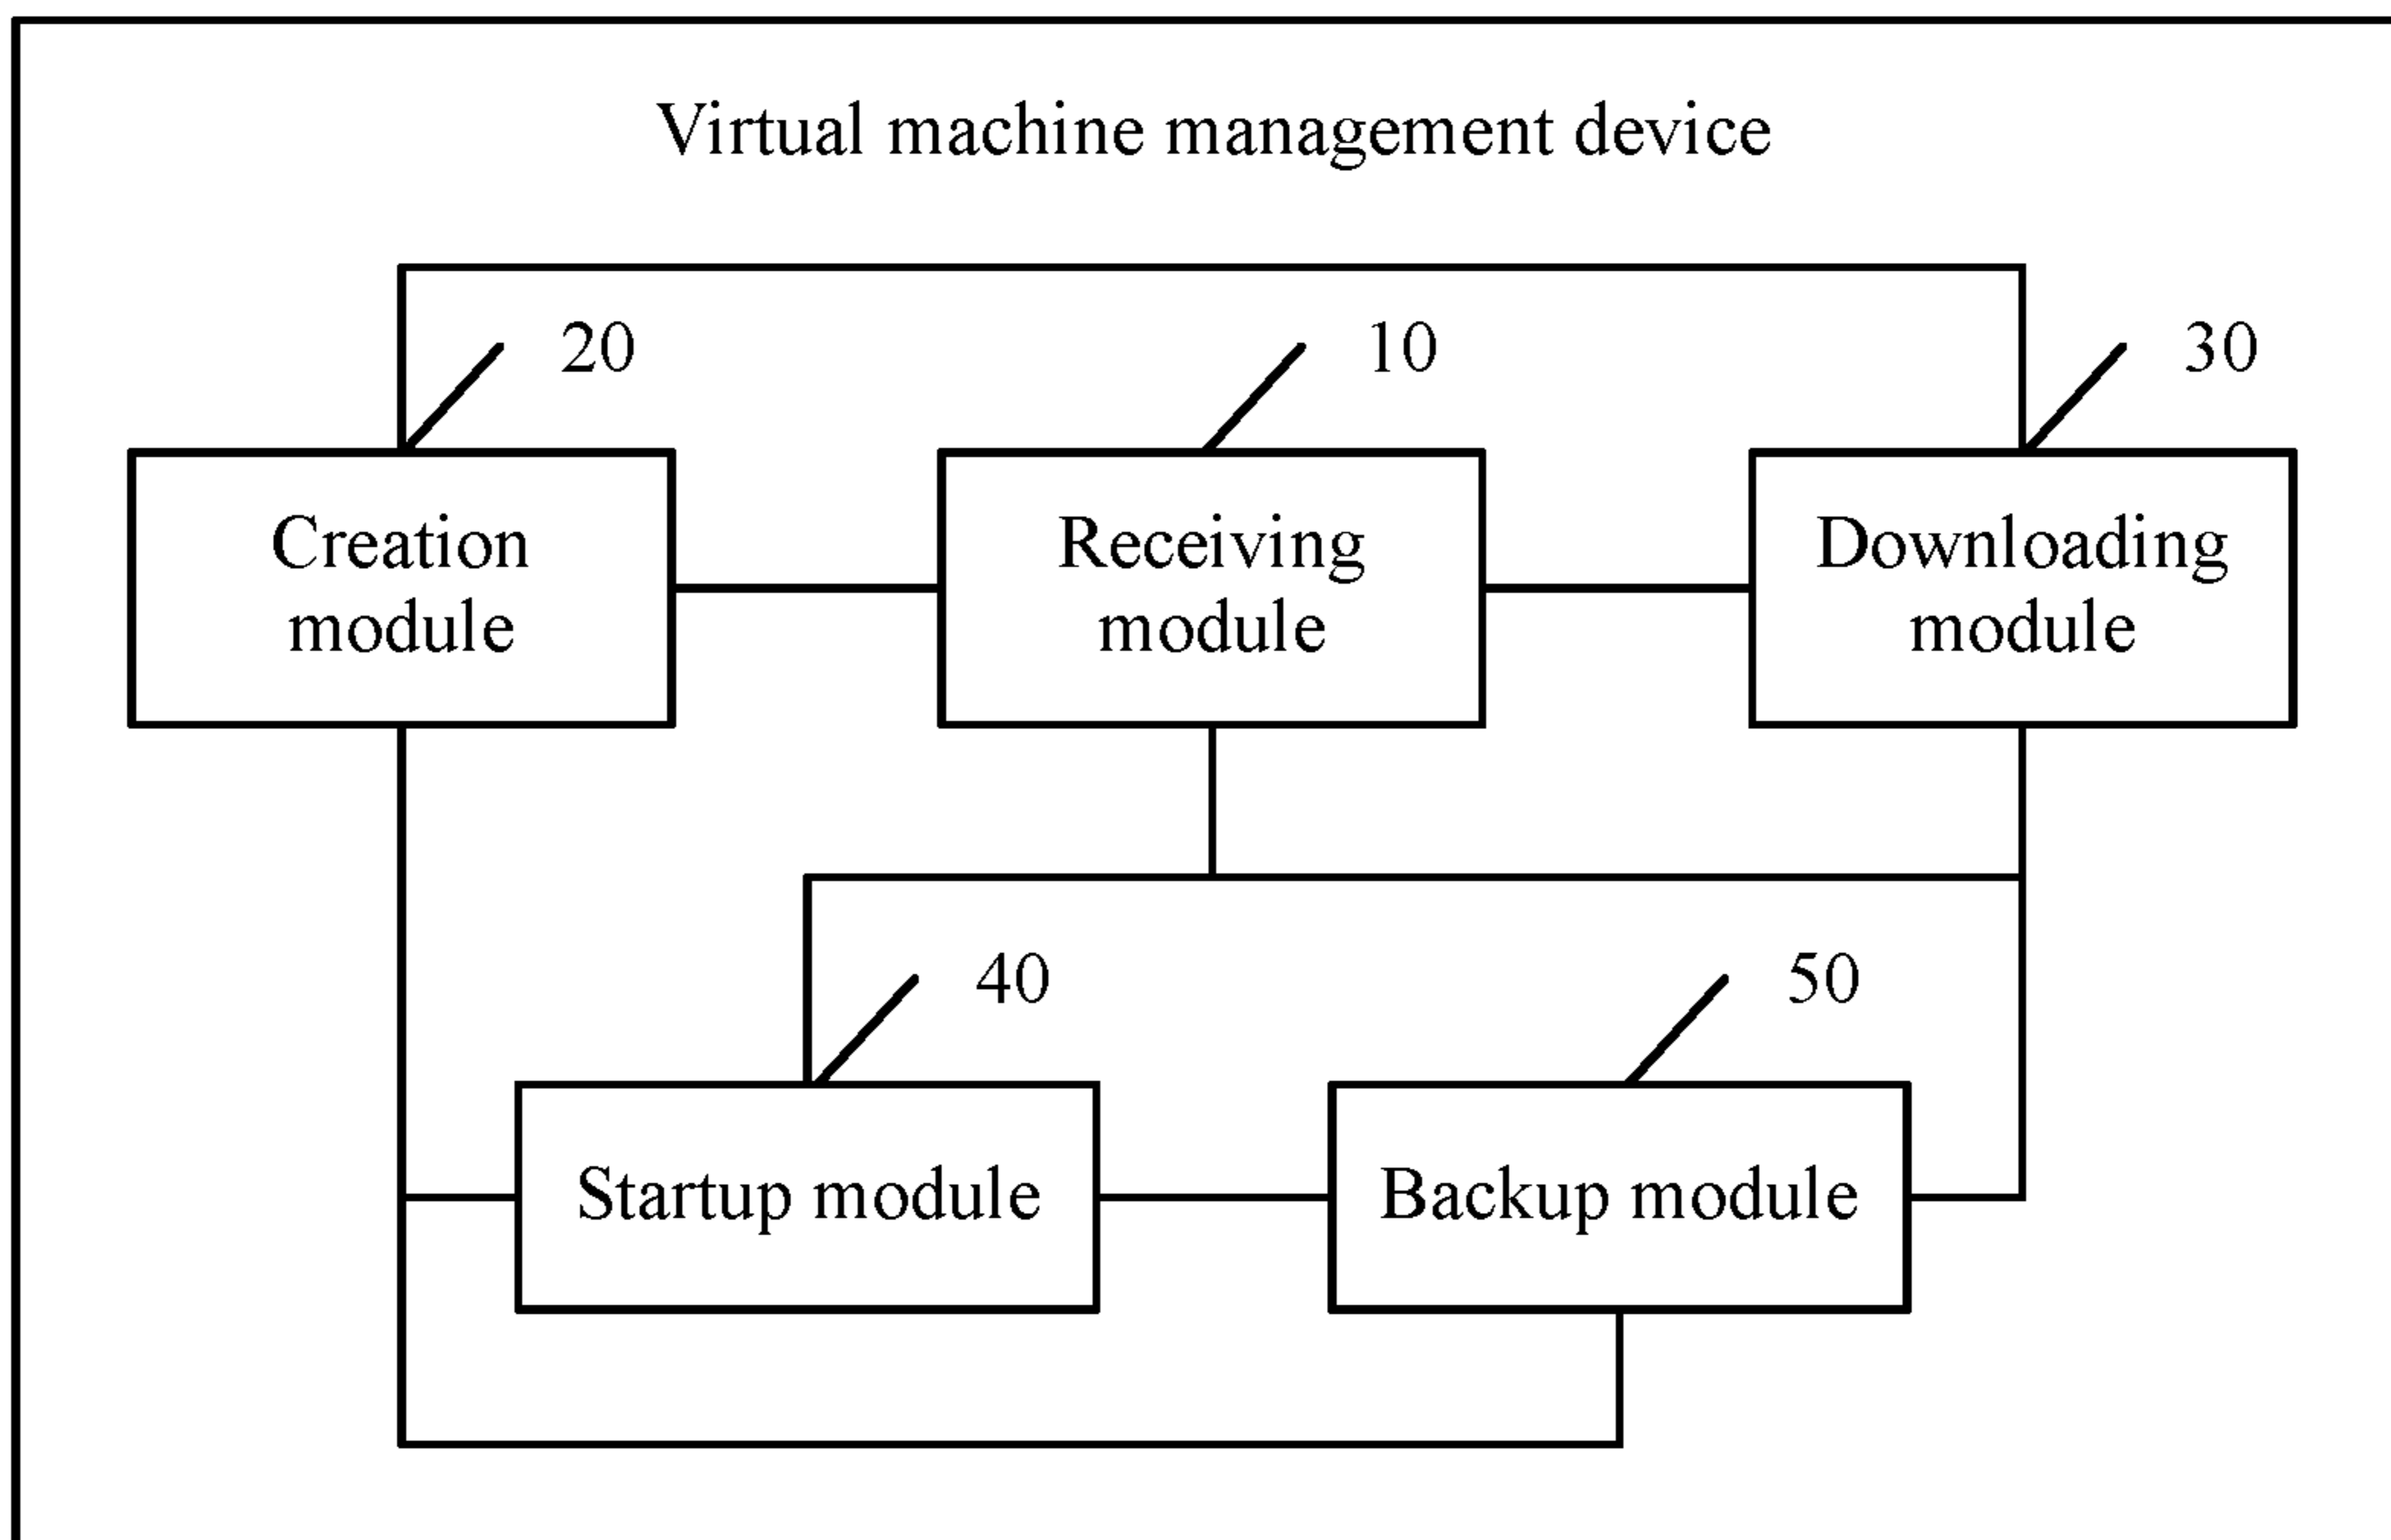 Virtual machine management device
20
10
30
Creation
module
Receiving
module
Downloading
module
40
50
Startup module
Backup module